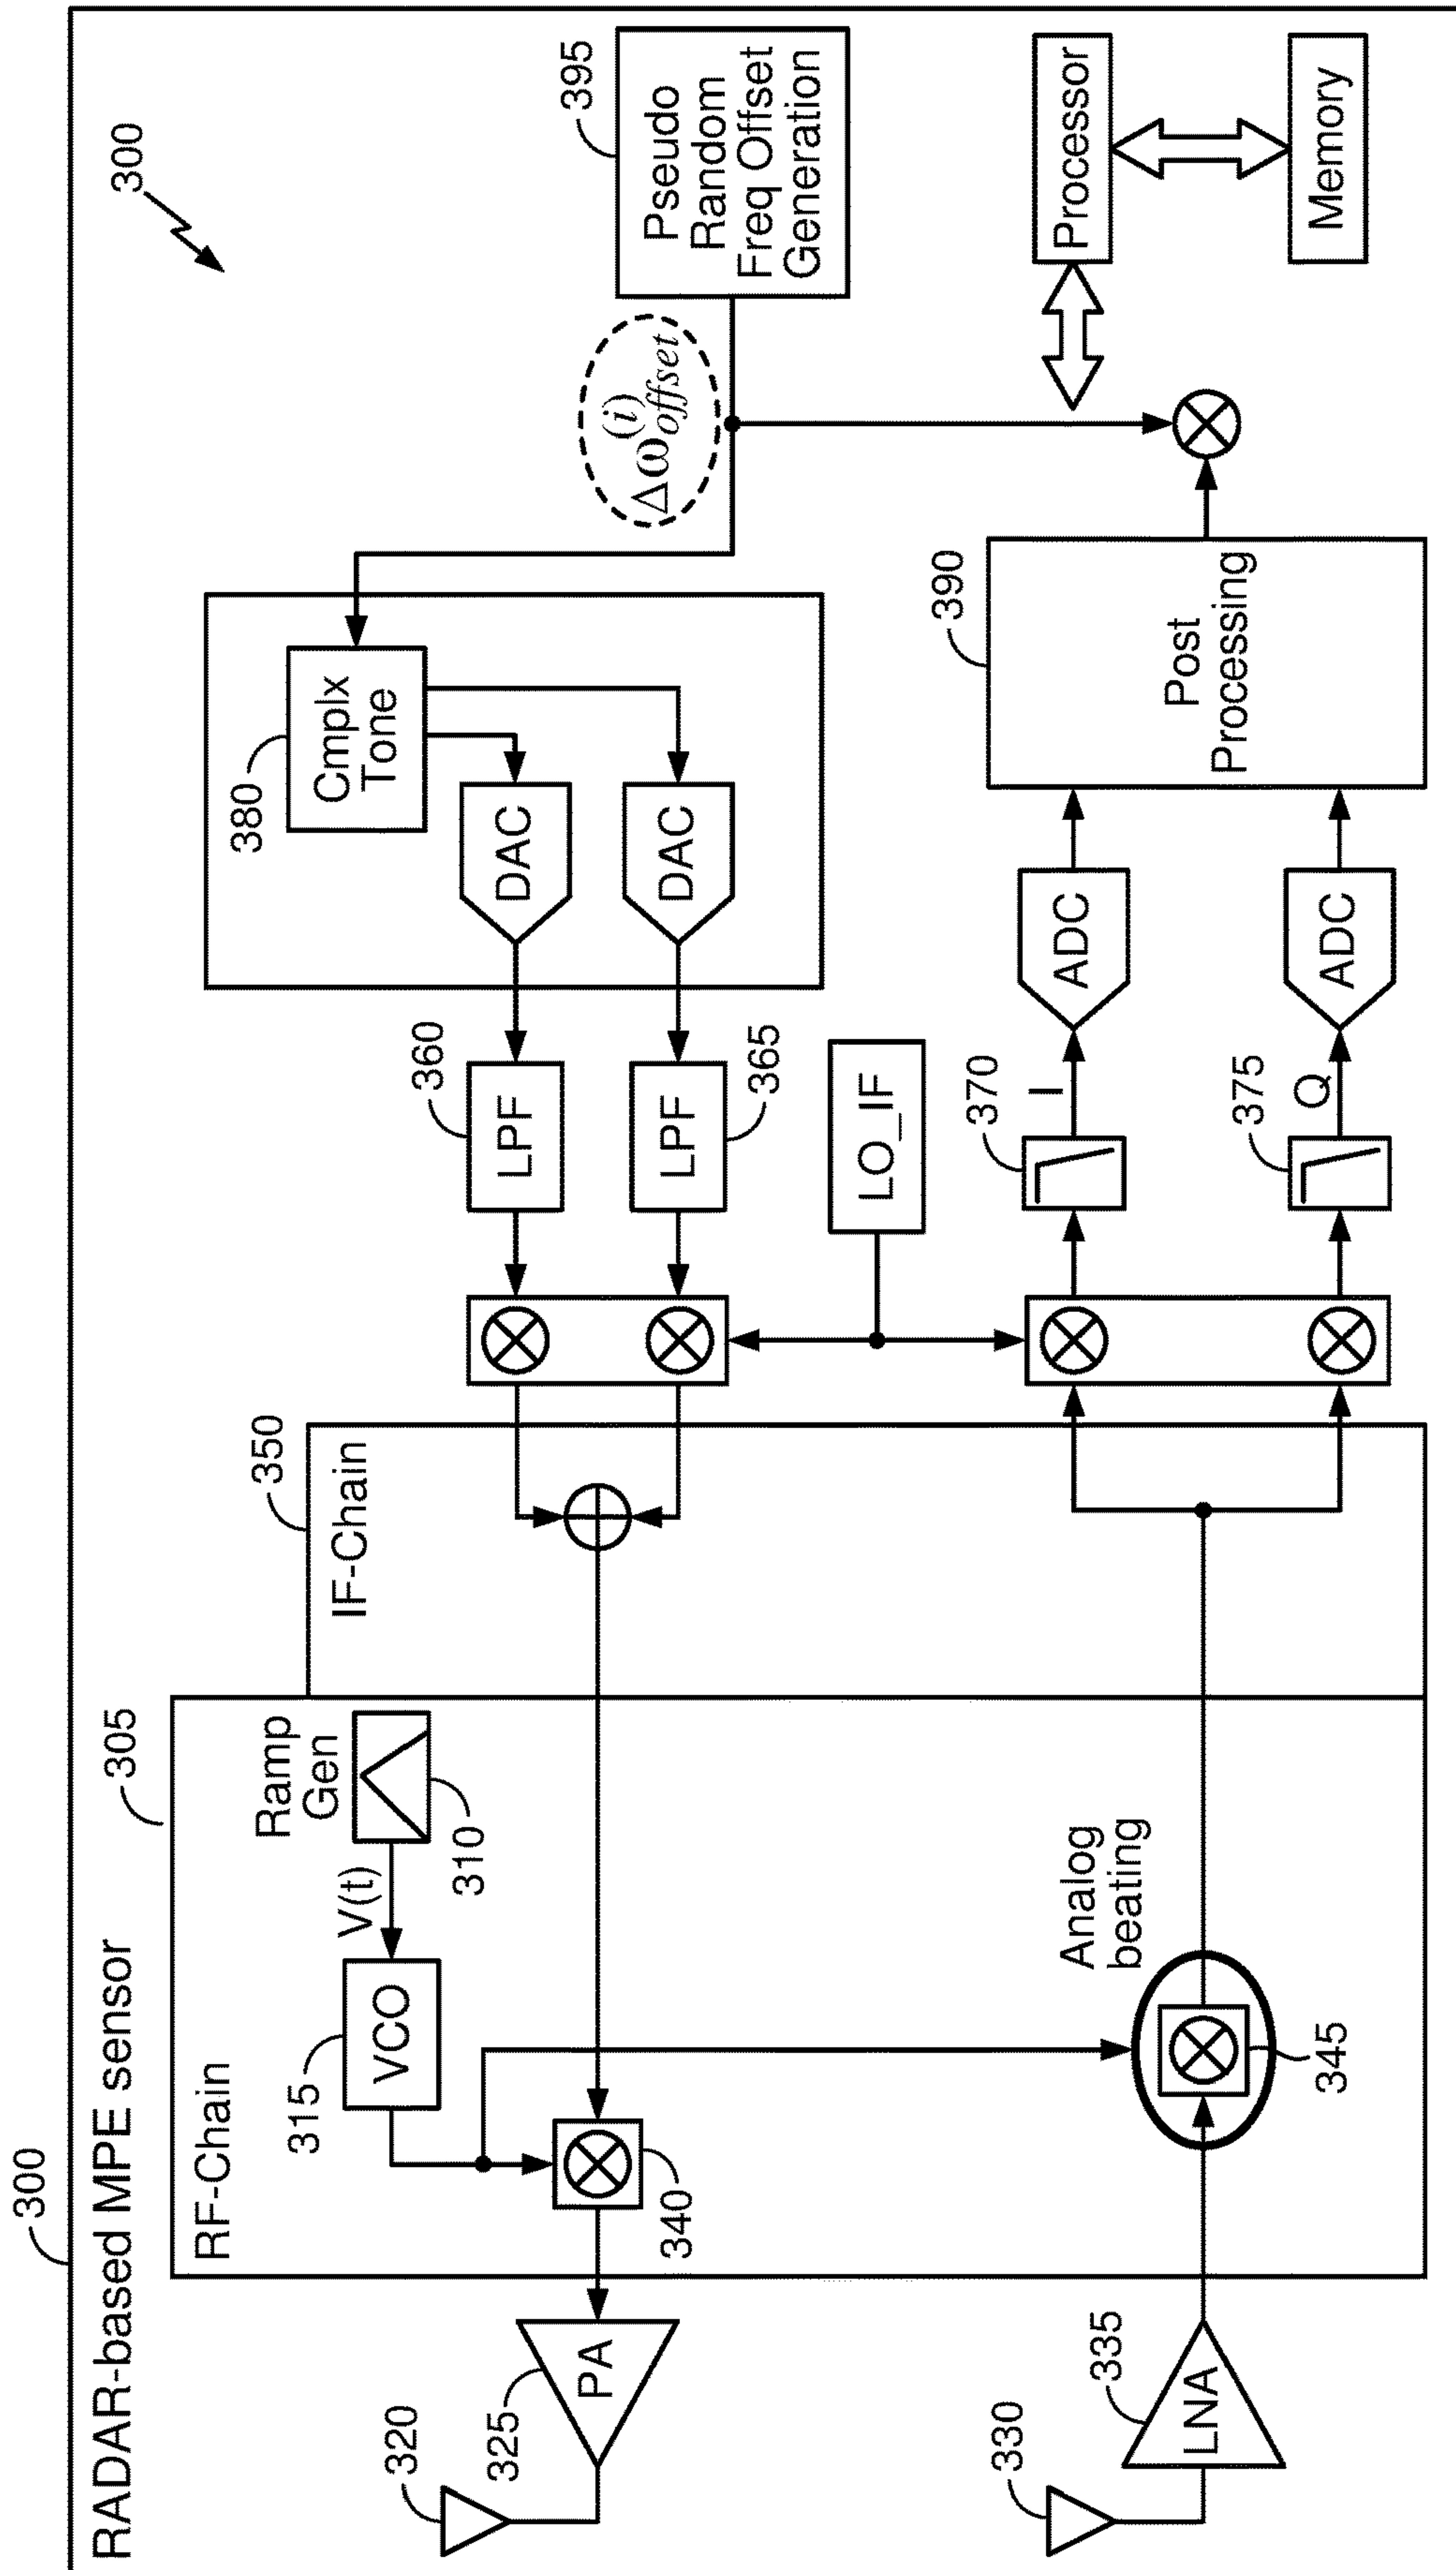 300
RADAR-based MPE sensor
300
305
RF-Chain
Ramp
Gen
310
V(t)
VCO
315
350
IF-Chain
320
PA
325
340
330
LNA
335
Analog
beating
345
380
Cmplx
Tone
DAC
DAC
LPF
360
LPF
365
LO_IF
370
I
375
Q
ADC
ADC
390
Post
Processing
Δω(i)offset
395
Pseudo
Random
Freq Offset
Generation
Processor
Memory